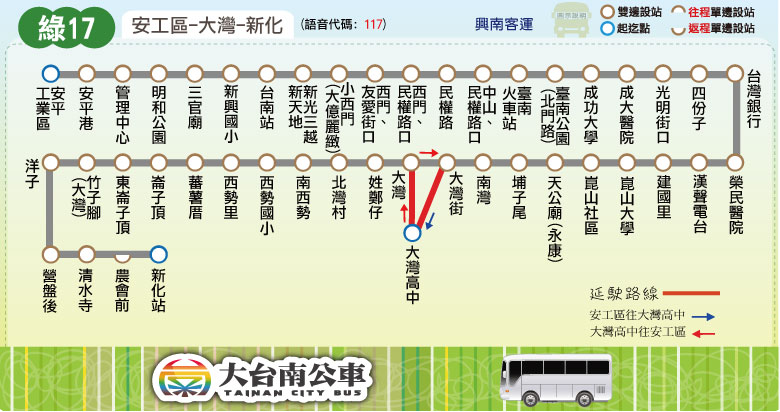 綠17
安工區-大灣-新化
(語音代碼：117)
興南客運
雙邊設站
往程單邊設站
起迄點
返程單邊設站
安平工業區
安平港
管理中心
明和公園
三官廟
新興國小
台南站
新光三越新天地
小西門(大億麗緻)
西門、友愛街口
西門、民權路口
民權路
中山、民權路口
臺南火車站
臺南公園(北門路)
成功大學
成大醫院
光明街口
四份子
台灣銀行
洋子
竹子腳(大灣)
東崙子頂
崙子頂
蕃薯厝
西勢里
西勢國小
南西勢
北灣村
姓鄭仔
大灣
大灣街
南灣
埔子尾
天公廟(永康)
崑山社區
崑山大學
建國里
漢聲電台
榮民醫院
大灣高中
營盤後
清水寺
農會前
新化站
延駛路線
安工區往大灣高中
大灣高中往安工區
大台南公車
TAINAN CITY BUS